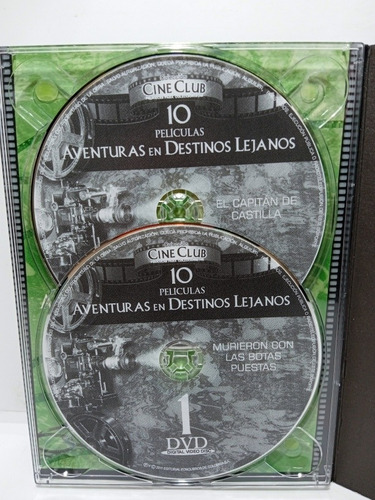 CINE CLUB
10
PELÍCULAS
AVENTURAS EN DESTINOS LEJANOS
EL CAPITÁN DE
CASTILLA
CINE CLUB
10
PELÍCULAS
AVENTURAS EN DESTINOS LEJANOS
MURIERON CON
LAS BOTAS
PUESTAS
1
DVD
DIGITAL VIDEO DISC